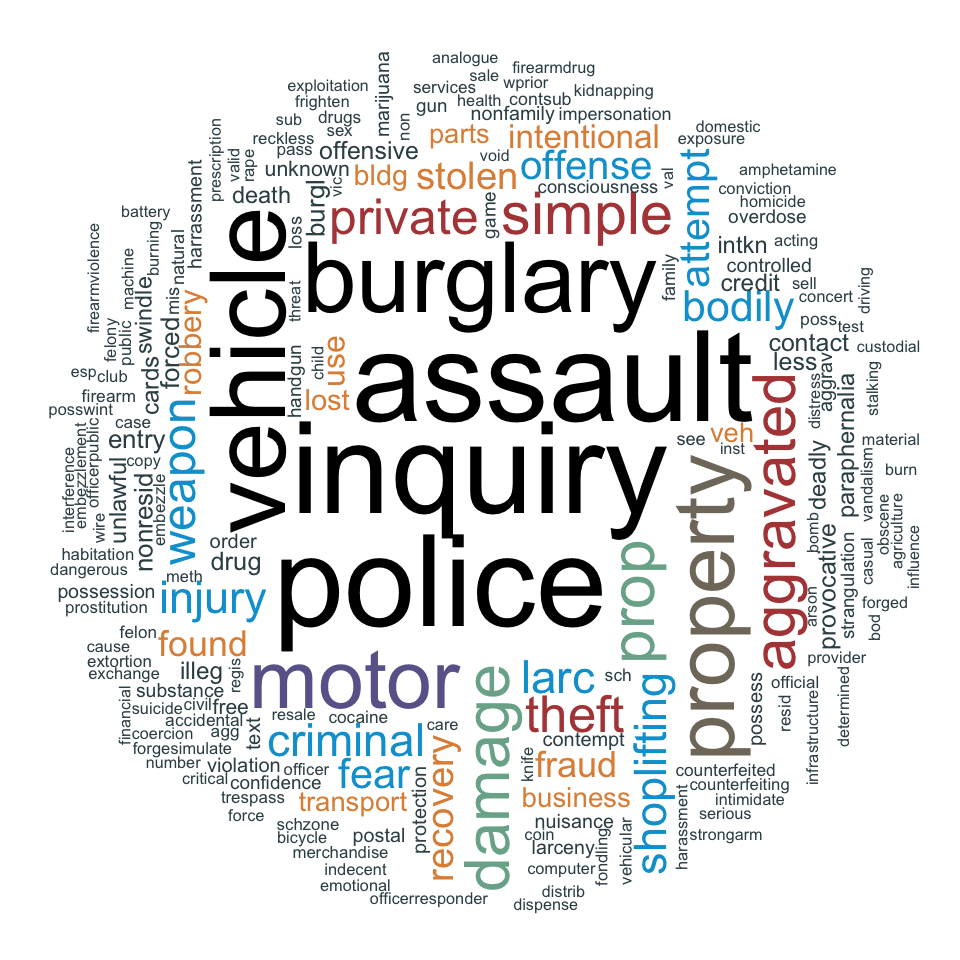 analogue
sale
firearmdrug
exploitation
services
wprior
kidnapping
frighten
marijuana
gun
health
contsub
sub
drugs
non
nonfamily
impersonation
domestic
prescription
reckless
sex
parts
intentional
exposure
pass
offensive
void
offense
valid
rape
unknown
bldg
stolen
consciousness
val
attempt
amphetamine
harrassment
death
burgl
vic
private
game
simple
conviction
homicide
overdose
battery
loss
burglary
family
intkn
acting
firearmviolence
machine
burning
natural
vehicle
threat
controlled
credit
sell
bodily
concert
driving
felony
public
swindle
forced
mis
robbery
handgun
child
use
assault
poss
test
contact
less
custodial
esp
club
firearm
cards
lost
aggravated
distress
aggrav
stalking
posswint
case
weapon
inquiry
see
veh
inst
material
entry
copy
property
deadly
paraphernalia
vandalism
burn
interference
embezzlement
officerpublic
wire
unlawful
nonresid
embezzle
order
drug
police
prop
bomb
provocative
strangulation
casual
obscene
agriculture
influence
habitation
dangerous
meth
possession
injury
arson
forged
prostitution
bod
felon
found
provider
cause
extortion
exchange
illeg
regis
motor
larc
sch
shoplifting
possess
official
resid
infrastructure
determined
substance
financial
suicide
civil
free
resale
cocaine
care
damage
theft
accidental
coercion
agg
text
criminal
contempt
forgesimulate
number
violation
officer
fear
recovery
knife
fraud
counterfeited
critical
confidence
counterfeiting
trespass
transport
protection
business
intimidate
force
serious
schzone
postal
nuisance
harassment
strongarm
bicycle
coin
larceny
fondling
vehicular
merchandise
indecent
computer
emotional
distrib
officerresponder
dispense